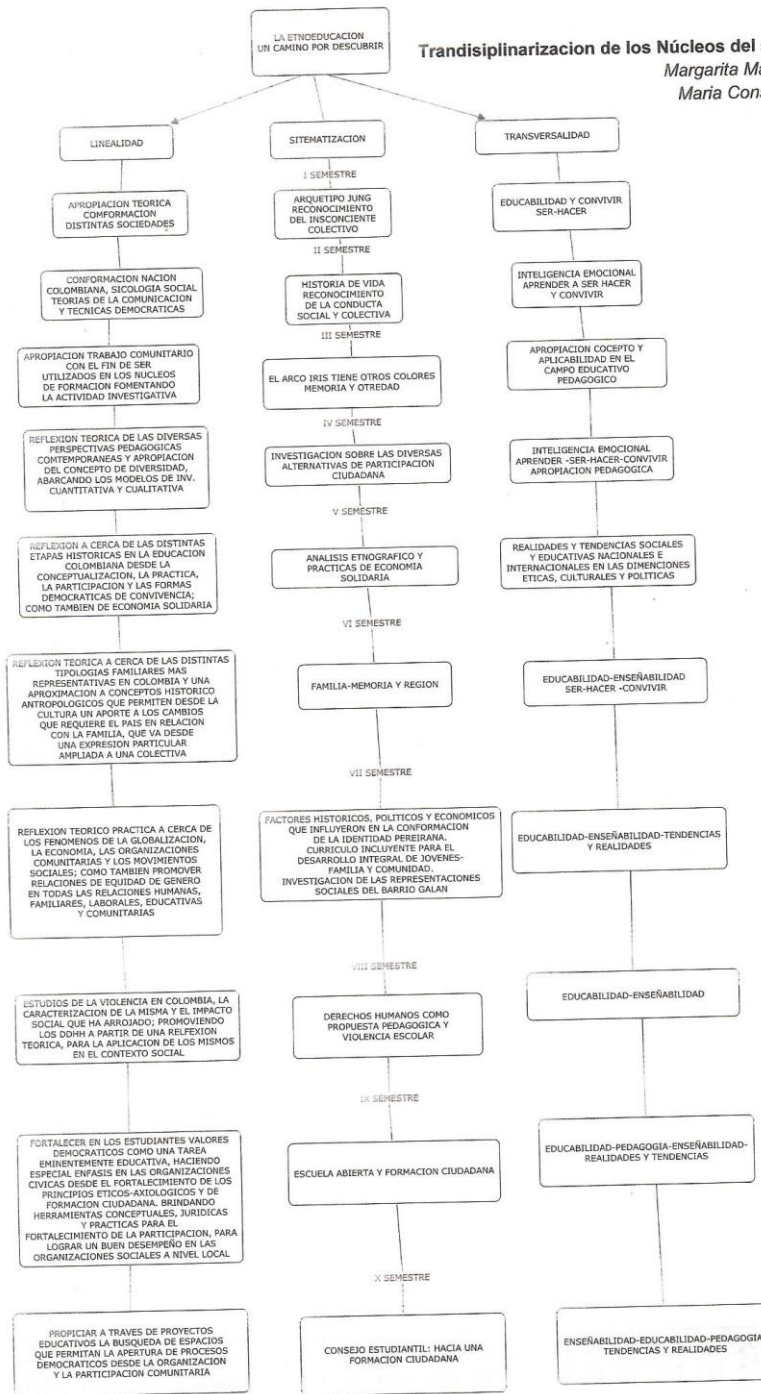 LA ETNOEDUCACION
UN CAMINO POR DESCUBRIR
Trandisiplinarizacion de los Núcleos del
Margarita
Maria
LINEALIDAD
SITEMATIZACION
TRANSVERSALIDAD
I SEMESTRE
APROPIACION TEORICA
COMFORMACION
DISTINTAS SOCIEDADES
ARQUETIPO JUNG
RECONOCIMIENTO
DEL INSCONCIENTE
COLECTIVO
EDUCABILIDAD Y CONVIVIR
SER-HACER
II SEMESTRE
CONFORMACION NACION
COLOMBIANA, SICOLOGIA SOCIAL
TEORIAS DE LA COMUNICACION
Y TECNICAS DEMOCRATICAS
HISTORIA DE VIDA
RECONOCIMIENTO
DE LA CONDUCTA
SOCIAL Y COLECTIVA
INTELIGENCIA EMOCIONAL
APRENDER A SER HACER
Y CONVIVIR
III SEMESTRE
APROPIACION TRABAJO COMUNITARIO
CON EL FIN DE SER
UTILIZADOS EN LOS NUCLEOS
DE FORMACION FOMENTANDO
LA ACTIVIDAD INVESTIGATIVA
EL ARCO IRIS TIENE OTROS COLORES
MEMORIA Y OTREDAD
APROPIACION COCEPTO Y
APLICABILIDAD EN EL
CAMPO EDUCATIVO
PEDAGOGICO
IV SEMESTRE
REFLEXION TEORICA DE LAS DIVERSAS
PERSPECTIVAS PEDAGOGICAS
COMTEMPORANEAS Y APROPIACION
DEL CONCEPTO DE DIVERSIDAD,
ABARCANDO LOS MODELOS DE INV.
CUANTITATIVA Y CUALITATIVA
INVESTIGACION SOBRE LAS DIVERSAS
ALTERNATIVAS DE PARTICIPACION
CIUDADANA
INTELIGENCIA EMOCIONAL
APRENDER -SER-HACER-CONVIVIR
APROPIACION PEDAGOGICA
V SEMESTRE
REFLEXION A CERCA DE LAS DISTINTAS
ETAPAS HISTORICAS EN LA EDUCACION
COLOMBIANA DESDE LA
CONCEPTUALIZACION, LA PRACTICA,
LA PARTICIPACION Y LAS FORMAS
DEMOCRATICAS DE CONVIVENCIA;
COMO TAMBIEN DE ECONOMIA SOLIDARIA
ANALISIS ETNOGRAFICO Y
PRACTICAS DE ECONOMIA
SOLIDARIA
REALIDADES Y TENDENCIAS SOCIALES
Y EDUCATIVAS NACIONALES E
INTERNACIONALES EN LAS DIMENCIONES
ETICAS, CULTURALES Y POLITICAS
VI SEMESTRE
REFLEXION TEORICA A CERCA DE LAS DISTINTAS
TIPOLOGIAS FAMILIARES MAS
REPRESENTATIVAS EN COLOMBIA Y UNA
APROXIMACION A CONCEPTOS HISTORICO
ANTROPOLOGICOS QUE PERMITEN DESDE LA
CULTURA UN APORTE A LOS CAMBIOS
QUE REQUIERE EL PAIS EN RELACION
CON LA FAMILIA, QUE VA DESDE
UNA EXPRESION PARTICULAR
AMPLIADA A UNA COLECTIVA
FAMILIA-MEMORIA Y REGION
EDUCABILIDAD-ENSEÑABILIDAD
SER-HACER -CONVIVIR
VII SEMESTRE
REFLEXION TEORICO PRACTICA A CERCA DE
LOS FENOMENOS DE LA GLOBALIZACION,
LA ECONOMIA, LAS ORGANIZACIONES
COMUNITARIAS Y LOS MOVIMIENTOS
SOCIALES; COMO TAMBIEN PROMOVER
RELACIONES DE EQUIDAD DE GENERO
EN TODAS LAS RELACIONES HUMANAS,
FAMILIARES, LABORALES, EDUCATIVAS
Y COMUNITARIAS
FACTORES HISTORICOS, POLITICOS Y ECONOMICOS
QUE INFLUYERON EN LA CONFORMACION
DE LA IDENTIDAD PEREIRANA.
CURRICULO INCLUYENTE PARA EL
DESARROLLO INTEGRAL DE JOVENES-
FAMILIA Y COMUNIDAD.
INVESTIGACION DE LAS REPRESENTACIONES
SOCIALES DEL BARRIO GALAN
EDUCABILIDAD-ENSEÑABILIDAD-TENDENCIAS
Y REALIDADES
VIII SEMESTRE
ESTUDIOS DE LA VIOLENCIA EN COLOMBIA, LA
CARACTERIZACION DE LA MISMA Y EL IMPACTO
SOCIAL QUE HA ARROJADO; PROMOVIENDO
LOS DDHH A PARTIR DE UNA RELFEXION
TEORICA, PARA LA APLICACION DE LOS MISMOS
EN EL CONTEXTO SOCIAL
DERECHOS HUMANOS COMO
PROPUESTA PEDAGOGICA Y
VIOLENCIA ESCOLAR
EDUCABILIDAD-ENSEÑABILIDAD
IX SEMESTRE
FORTALECER EN LOS ESTUDIANTES VALORES
DEMOCRATICOS COMO UNA TAREA
EMINENTEMENTE EDUCATIVA, HACIENDO
ESPECIAL ENFASIS EN LAS ORGANIZACIONES
CIVICAS DESDE EL FORTALECIMIENTO DE LOS
PRINCIPIOS ETICOS-AXIOLOGICOS Y DE
FORMACION CIUDADANA. BRINDANDO
HERRAMIENTAS CONCEPTUALES, JURIDICAS
Y PRACTICAS PARA EL
FORTALECIMIENTO DE LA PARTICIPACION, PARA
LOGRAR UN BUEN DESEMPEÑO EN LAS
ORGANIZACIONES SOCIALES A NIVEL LOCAL
ESCUELA ABIERTA Y FORMACION CIUDADANA
EDUCABILIDAD-PEDAGOGIA-ENSEÑABILIDAD-
REALIDADES Y TENDENCIAS
X SEMESTRE
PROPICIAR A TRAVES DE PROYECTOS
EDUCATIVOS LA BUSQUEDA DE ESPACIOS
QUE PERMITAN LA APERTURA DE PROCESOS
DEMOCRATICOS DESDE LA ORGANIZACION
Y LA PARTICIPACION COMUNITARIA
CONSEJO ESTUDIANTIL: HACIA UNA
FORMACION CIUDADANA
ENSEÑABILIDAD-EDUCABILIDAD-PEDAGOGIA
TENDENCIAS Y REALIDADES